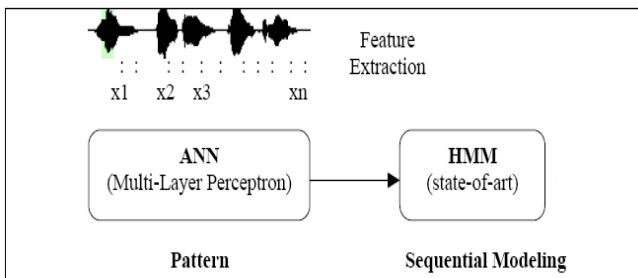 Feature
Extraction
x1 x2 x3 xn
ANN
(Multi-Layer Perceptron)
HMM
(state-of-art)
Pattern
Sequential Modeling